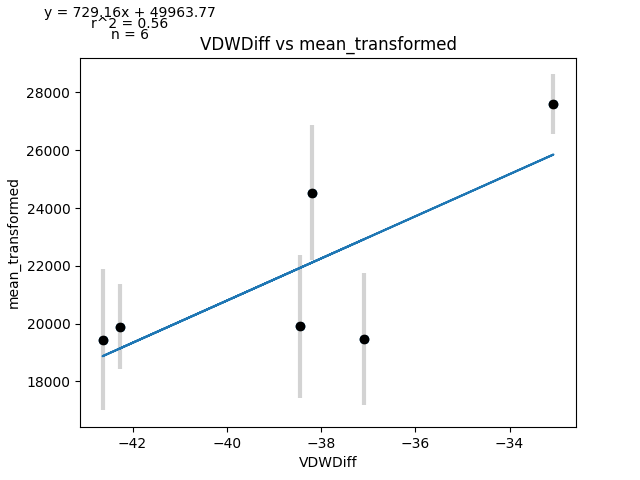 y = 729.16x + 49963.77
r^2 = 0.56
n = 6
VDWDiff vs mean_transformed
28000
26000
24000
22000
20000
18000
mean_transformed
−42
−40
−38
−36
−34
VDWDiff